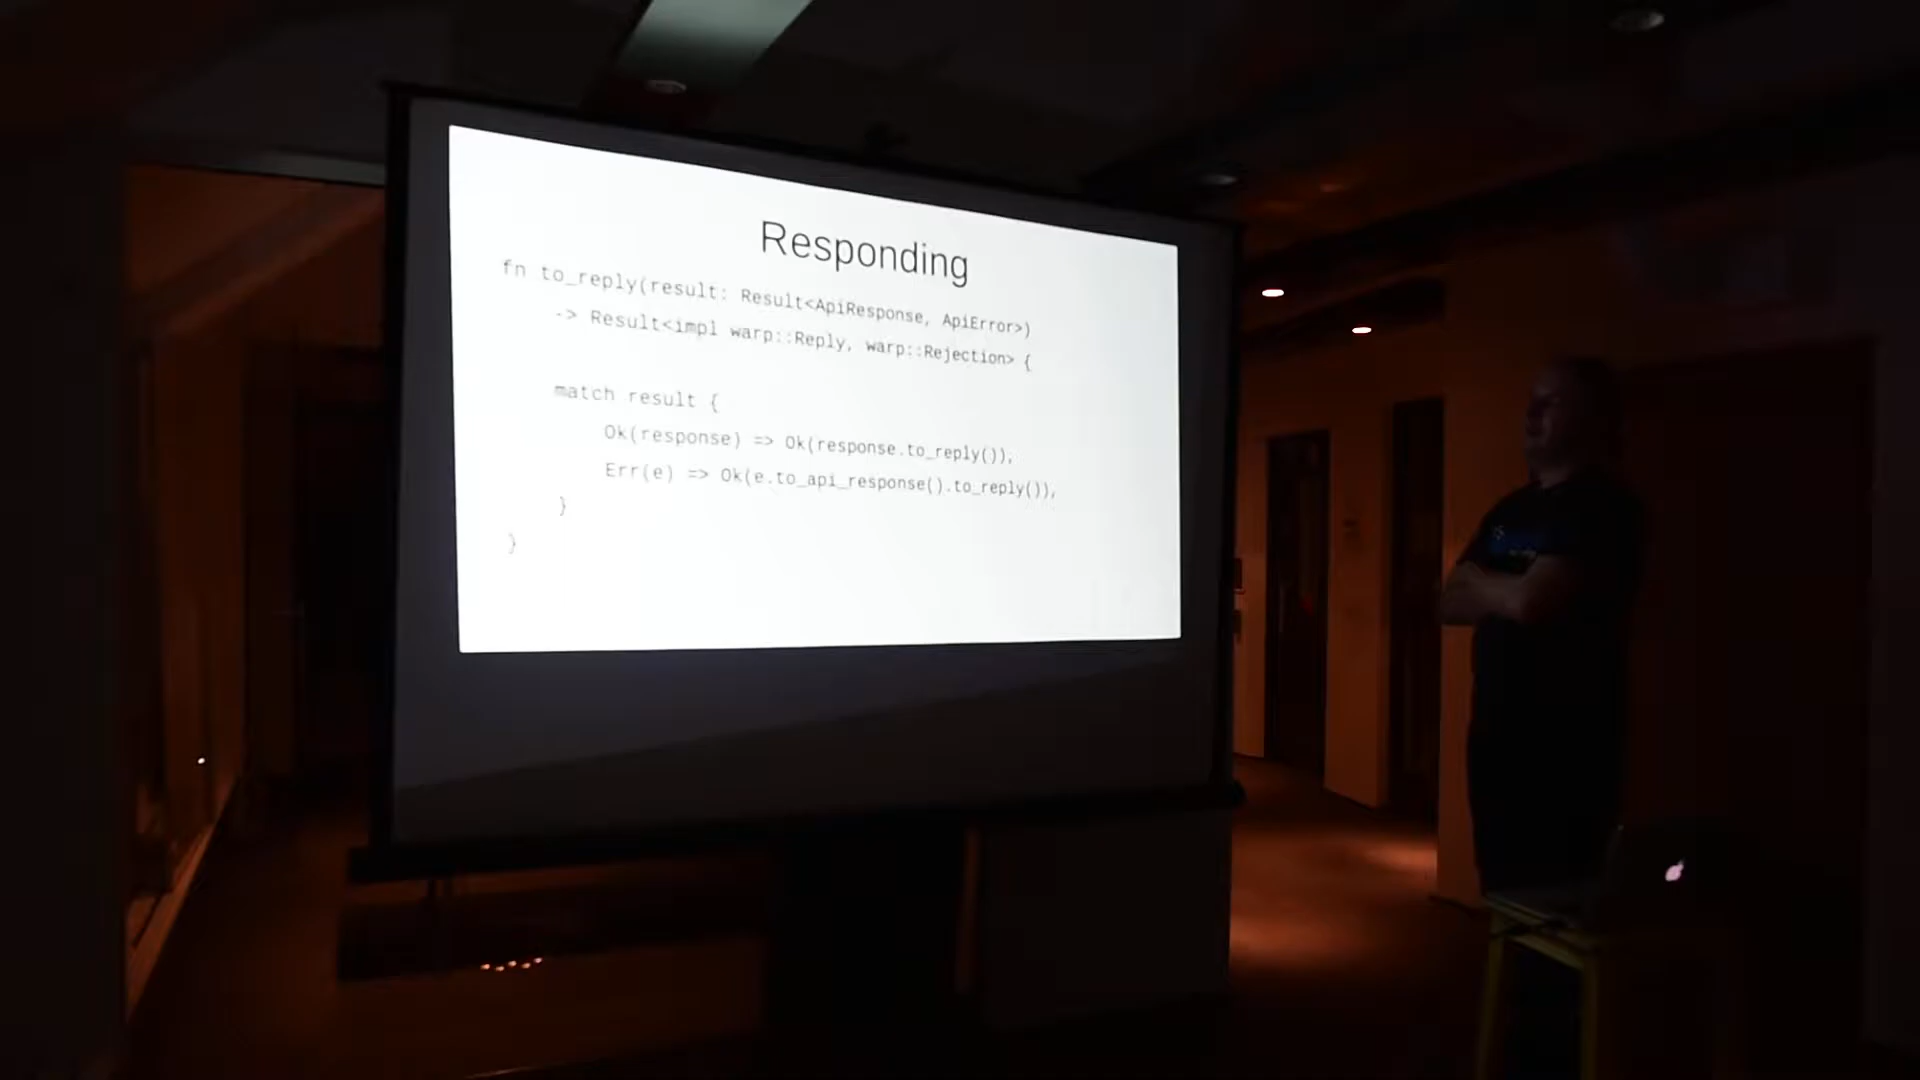 Responding
fn to_reply(result: Result<ApiResponse, ApiError>)
-> Result<impl warp::Reply, warp::Rejection> {
match result {
Ok(response) => Ok(response.to_reply()),
Err(e) => Ok(e.to_api_response().to_reply()),
}
}